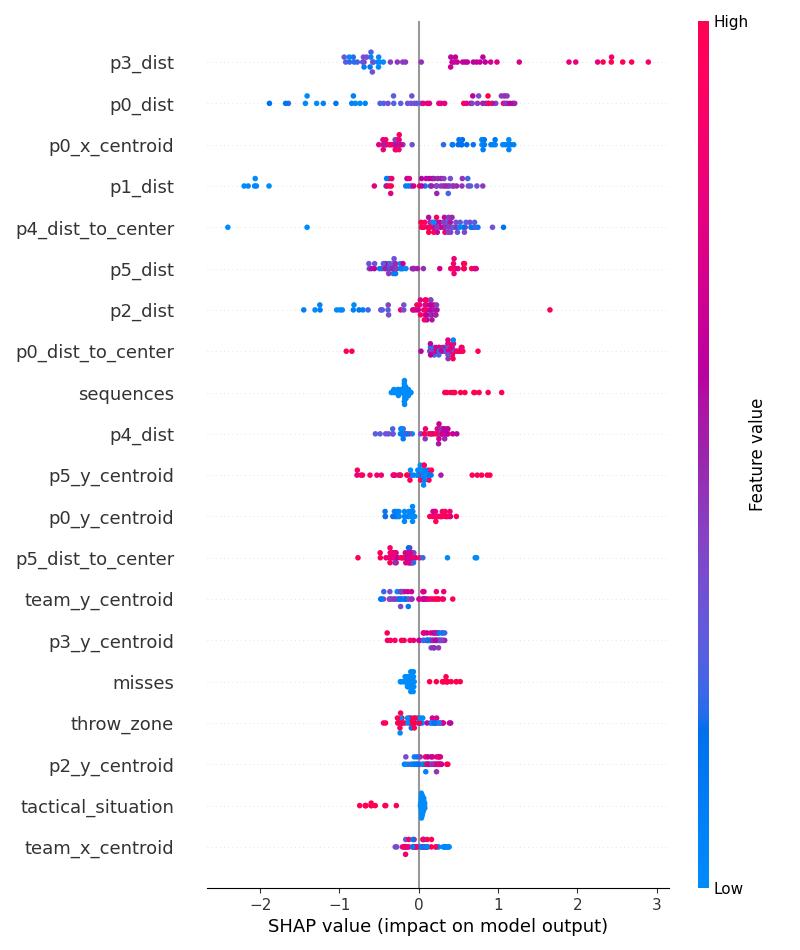 High
p3_dist
p0_dist
p0_x_centroid
p1_dist
p4_dist_to_center
p5_dist
p2_dist
p0_dist_to_center
sequences
p4_dist
p5_y_centroid
p0_y_centroid
p5_dist_to_center
team_y_centroid
p3_y_centroid
misses
throw_zone
p2_y_centroid
tactical_situation
team_x_centroid
Feature value
Low
−2 −1 0 1 2 3
SHAP value (impact on model output)